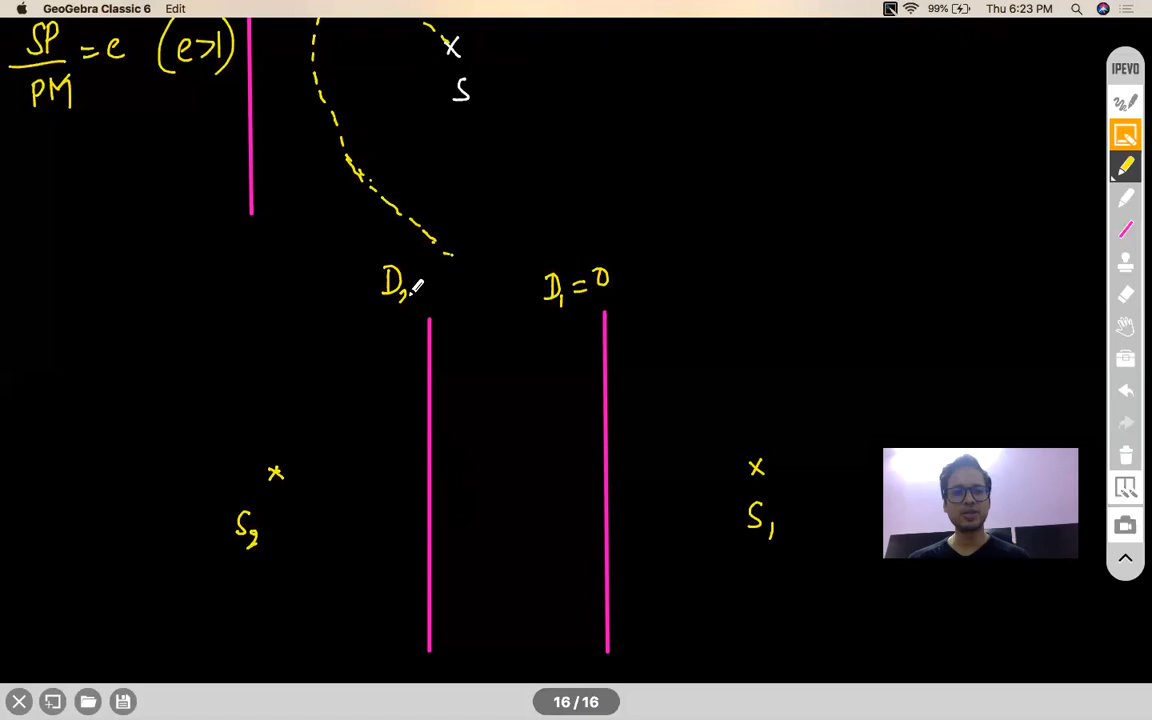 GeoGebra Classic 6 Edit 99% Thu 6:23 PM
IPEVO
SP/PM = e (e>1)
X
S
D₂ D₁ = 0
x x
S₂ S₁
16 / 16